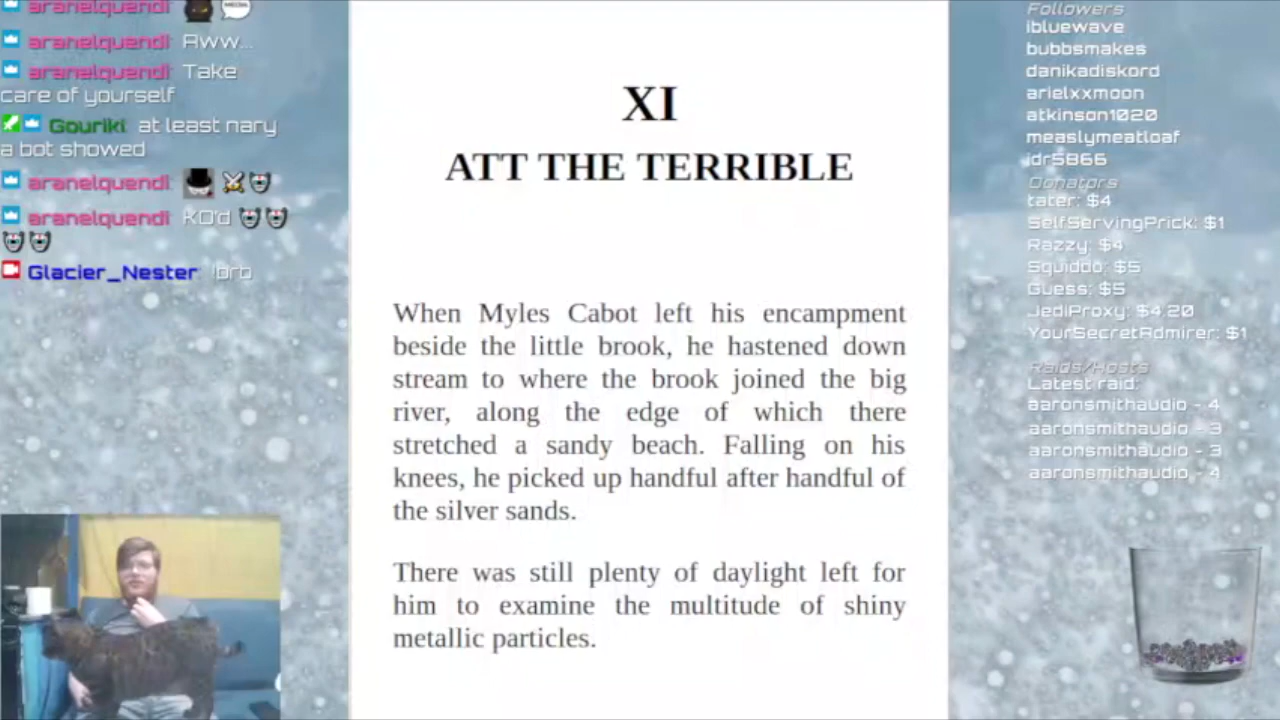 aranelquendi:
aranelquendi: Aww...
aranelquendi: Take
care of yourself
Gouriki: at least nary
a bot showed
aranelquendi:
aranelquendi: KO'd
Glacier_Nester: !brb
XI
ATT THE TERRIBLE
When Myles Cabot left his encampment
beside the little brook, he hastened down
stream to where the brook joined the big
river, along the edge of which there
stretched a sandy beach. Falling on his
knees, he picked up handful after handful of
the silver sands.
There was still plenty of daylight left for
him to examine the multitude of shiny
metallic particles.
Followers
ibluewave
bubbsmakes
danikadiskord
arielxxmoon
atkinson1020
measlymeatloaf
jdr5866
Donators
tater: $4
SelfServingPrick: $1
Razzy: $4
Squiddo: $5
Guess: $5
JediProxy: $4.20
YourSecretAdmirer: $1
Raids/Hosts
Latest raid:
aaronsmithaudio - 4
aaronsmithaudio - 3
aaronsmithaudio - 3
aaronsmithaudio - 4